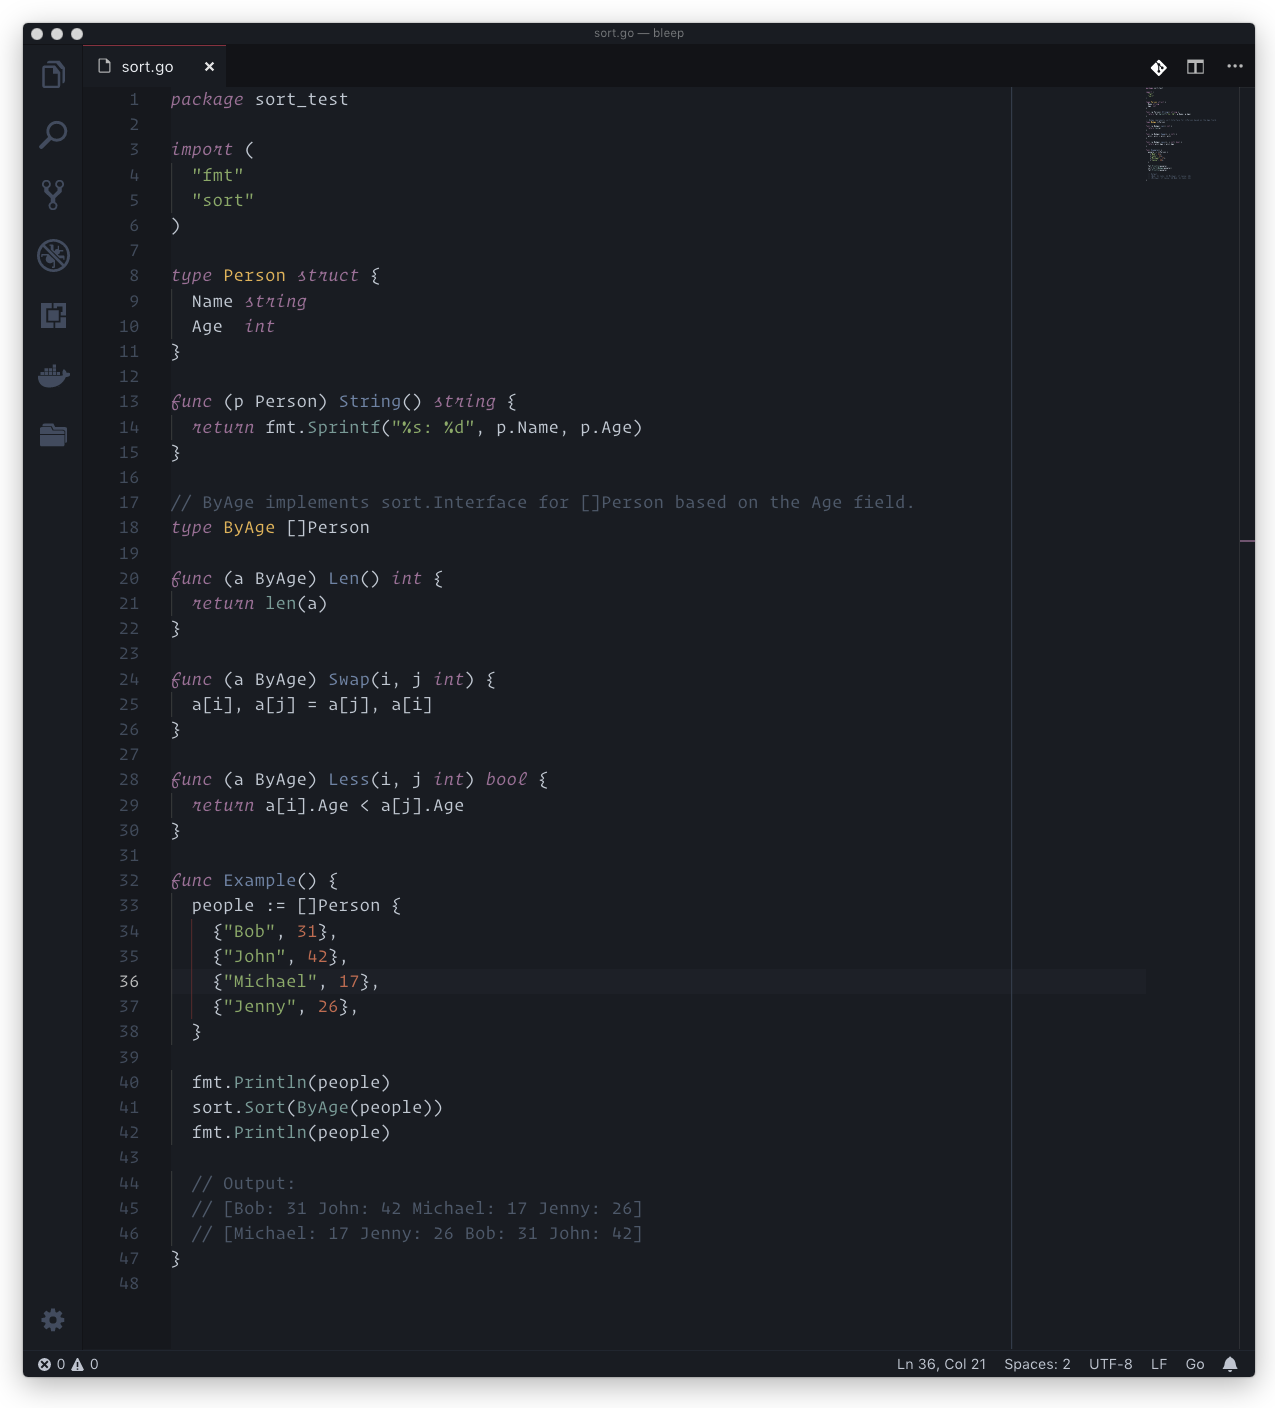 sort.go — bleep
sort.go
1 package sort_test
2
3 import (
4 "fmt"
5 "sort"
6 )
7
8 type Person struct {
9 Name string
10 Age  int
11 }
12
13 func (p Person) String() string {
14 return fmt.Sprintf("%s: %d", p.Name, p.Age)
15 }
16
17 // ByAge implements sort.Interface for []Person based on the Age field.
18 type ByAge []Person
19
20 func (a ByAge) Len() int {
21 return len(a)
22 }
23
24 func (a ByAge) Swap(i, j int) {
25 a[i], a[j] = a[j], a[i]
26 }
27
28 func (a ByAge) Less(i, j int) bool {
29 return a[i].Age < a[j].Age
30 }
31
32 func Example() {
33 people := []Person {
34 {"Bob", 31},
35 {"John", 42},
36 {"Michael", 17},
37 {"Jenny", 26},
38 }
39
40 fmt.Println(people)
41 sort.Sort(ByAge(people))
42 fmt.Println(people)
43
44 // Output:
45 // [Bob: 31 John: 42 Michael: 17 Jenny: 26]
46 // [Michael: 17 Jenny: 26 Bob: 31 John: 42]
47 }
48
0 0 Ln 36, Col 21 Spaces: 2 UTF-8 LF Go